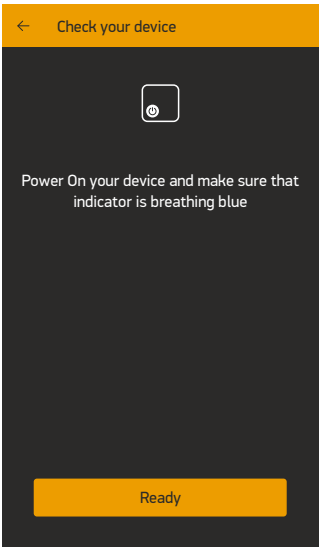 Check your device
Power On your device and make sure that
indicator is breathing blue
Ready